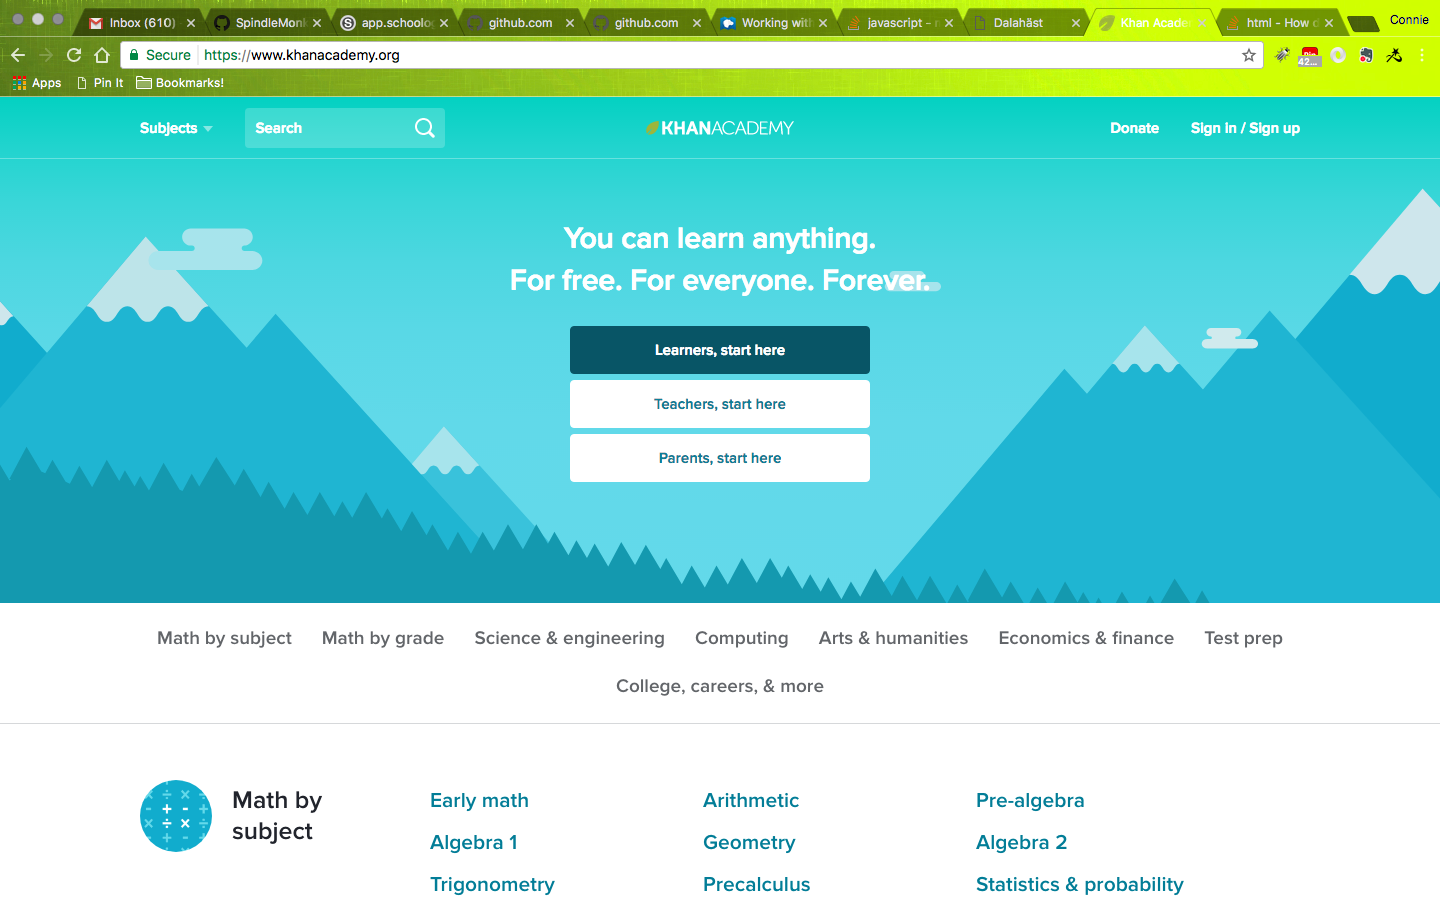 Inbox (610) SpindleMon app.schoolo github.com github.com Working with javascript - Dalahäst Khan Acade html - How Connie
Secure https://www.khanacademy.org 42...
Apps Pin It Bookmarks!
Subjects Search KHANACADEMY Donate Sign in / Sign up
You can learn anything.
For free. For everyone. Forever.
Learners, start here
Teachers, start here
Parents, start here
Math by subject Math by grade Science & engineering Computing Arts & humanities Economics & finance Test prep
College, careers, & more
Math by
subject
Early math Arithmetic Pre-algebra
Algebra 1 Geometry Algebra 2
Trigonometry Precalculus Statistics & probability